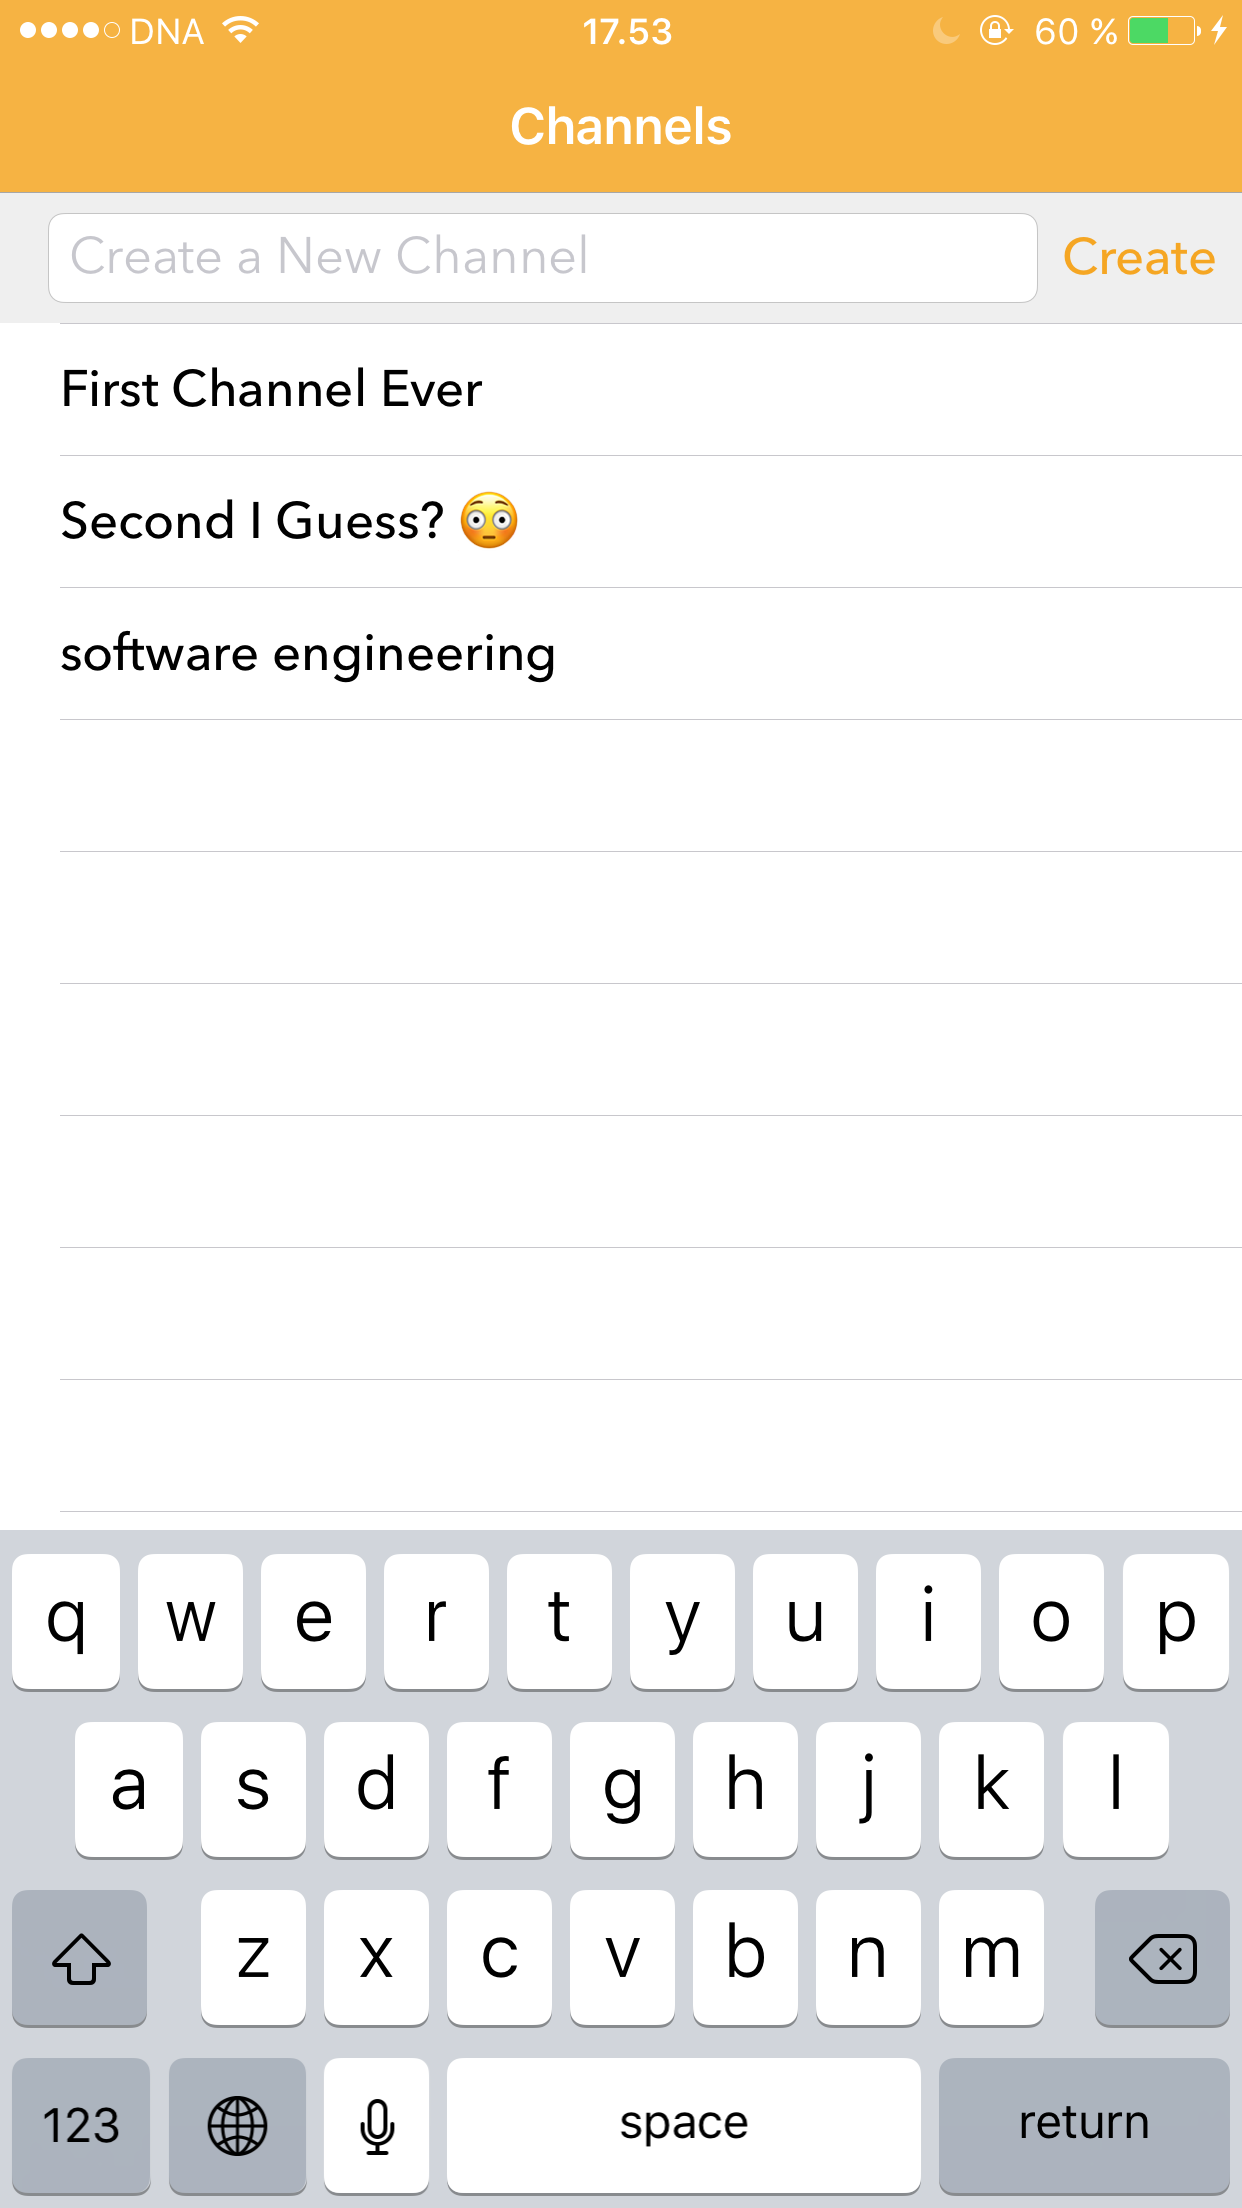 DNA 17.53 60 %
Channels
Create a New Channel Create
First Channel Ever
Second I Guess? 😳
software engineering
q w e r t y u i o p
a s d f g h j k l
z x c v b n m
123 space return